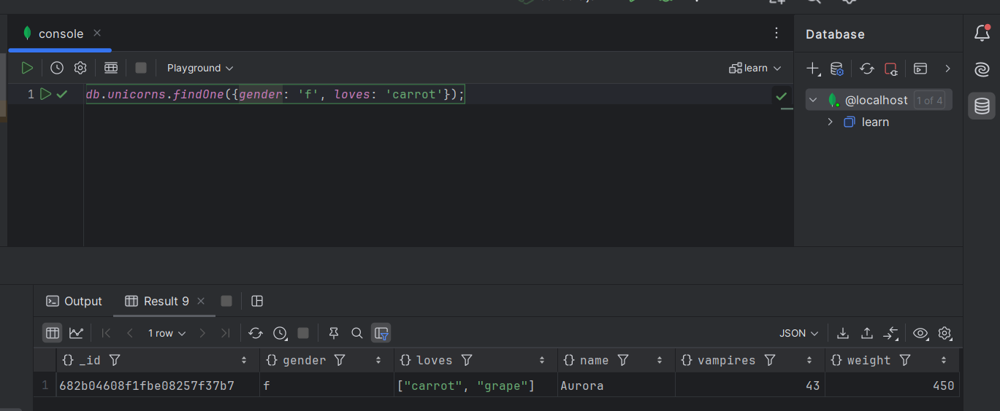 console
Database
Playground
learn
1 db.unicorns.findOne({gender: 'f', loves: 'carrot'});
@localhost 1 of 4
learn
Output Result 9
1 row
JSON
_id gender loves name vampires weight
1 682b04608f1fbe08257f37b7 f ["carrot", "grape"] Aurora 43 450